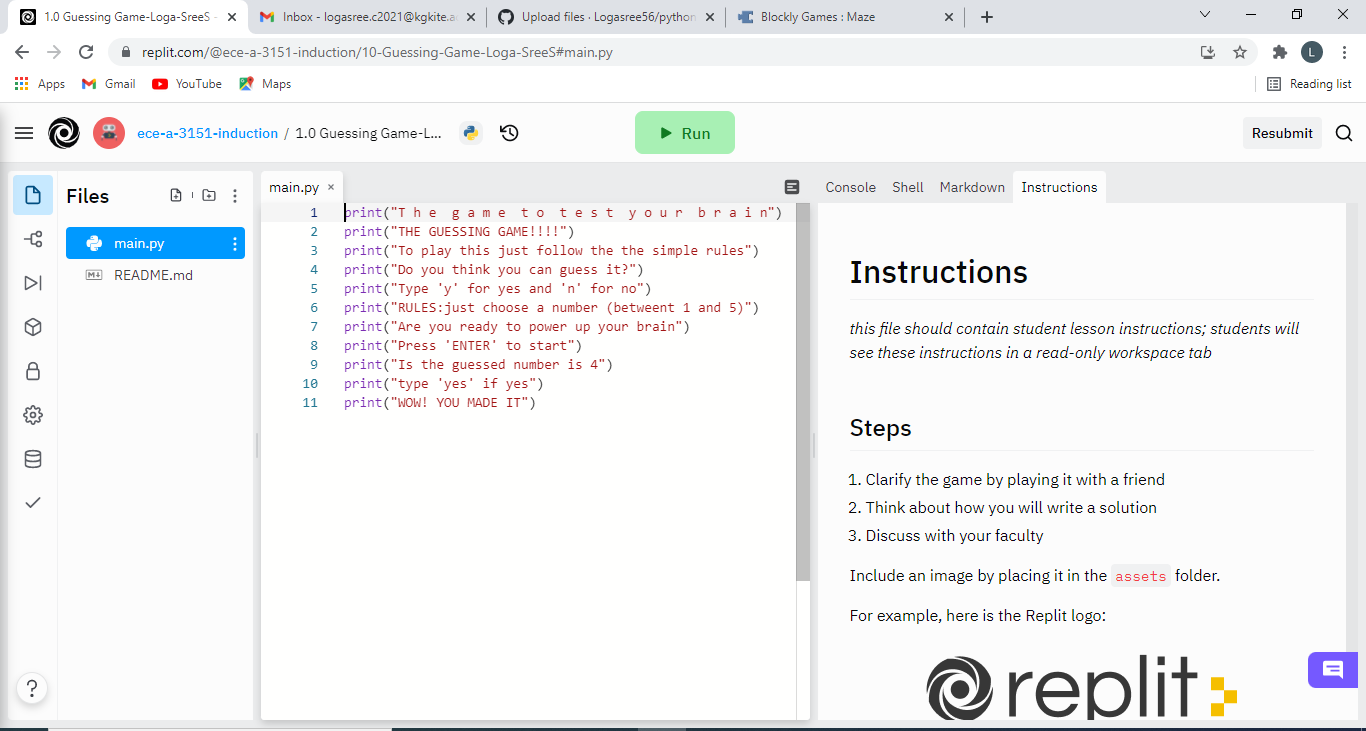 1.0 Guessing Game-Loga-SreeS -
Inbox - logasree.c2021@kgkite.a
Upload files · Logasree56/python
Blockly Games : Maze
replit.com/@ece-a-3151-induction/10-Guessing-Game-Loga-SreeS#main.py
L
Apps
Gmail
YouTube
Maps
Reading list
ece-a-3151-induction / 1.0 Guessing Game-L...
Run
Resubmit
Files
main.py
README.md
main.py
1 print("T h e  g a m e  t o  t e s t  y o u r  b r a i n")
2 print("THE GUESSING GAME!!!!")
3 print("To play this just follow the the simple rules")
4 print("Do you think you can guess it?")
5 print("Type 'y' for yes and 'n' for no")
6 print("RULES:just choose a number (betweent 1 and 5)")
7 print("Are you ready to power up your brain")
8 print("Press 'ENTER' to start")
9 print("Is the guessed number is 4")
10 print("type 'yes' if yes")
11 print("WOW! YOU MADE IT")
Console Shell Markdown Instructions
Instructions
this file should contain student lesson instructions; students will
see these instructions in a read-only workspace tab
Steps
1. Clarify the game by playing it with a friend
2. Think about how you will write a solution
3. Discuss with your faculty
Include an image by placing it in the assets folder.
For example, here is the Replit logo:
replit
?